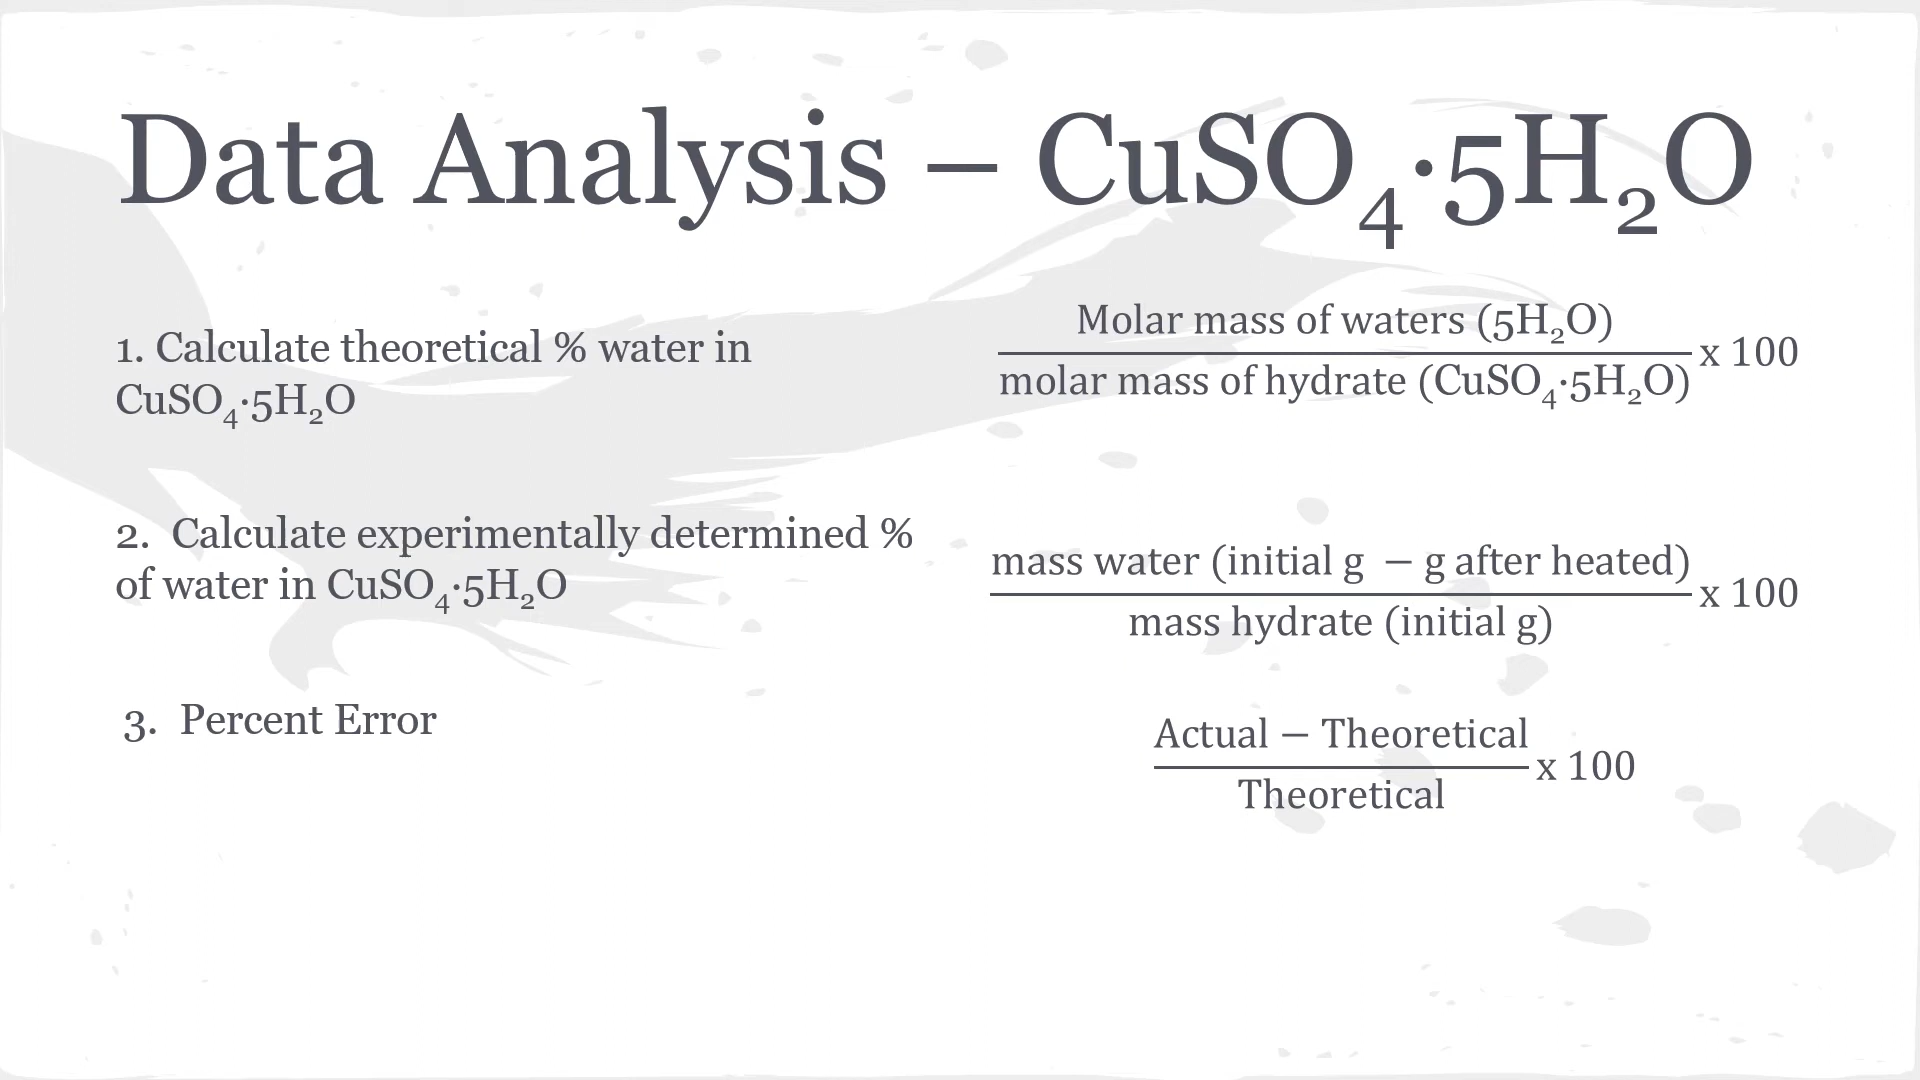 Data Analysis – CuSO₄·5H₂O
1. Calculate theoretical % water in
CuSO₄·5H₂O
Molar mass of waters (5H₂O)
molar mass of hydrate (CuSO₄·5H₂O)
x 100
2. Calculate experimentally determined %
of water in CuSO₄·5H₂O
mass water (initial g − g after heated)
mass hydrate (initial g)
x 100
3. Percent Error
Actual − Theoretical
Theoretical
x 100